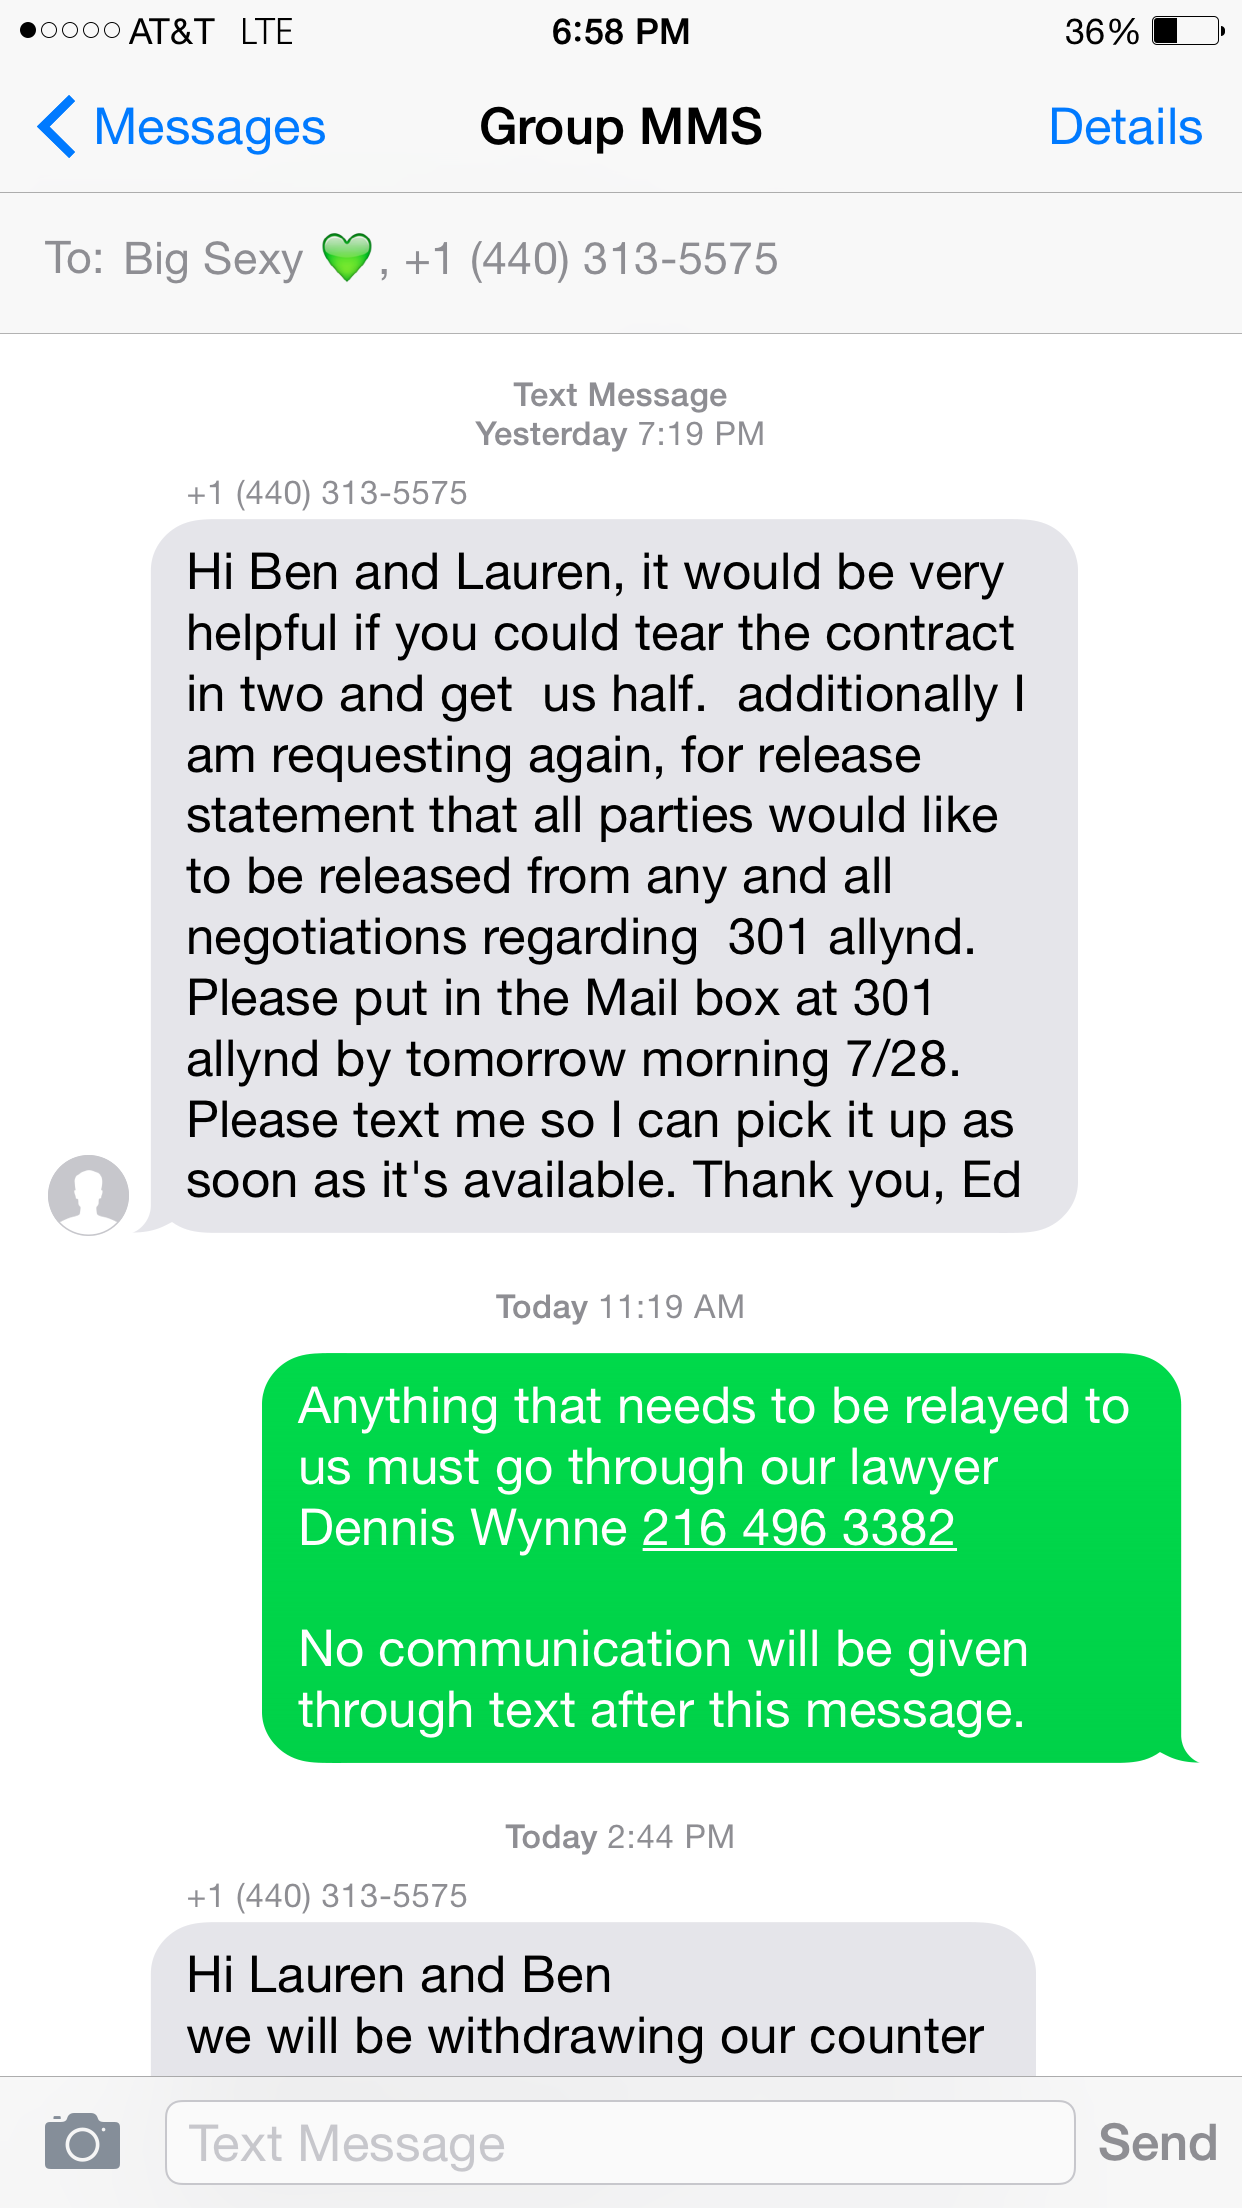 AT&T LTE 6:58 PM 36%
Messages Group MMS Details
To: Big Sexy 💚, +1 (440) 313-5575
Text Message
Yesterday 7:19 PM
+1 (440) 313-5575
Hi Ben and Lauren, it would be very
helpful if you could tear the contract
in two and get  us half.  additionally I
am requesting again, for release
statement that all parties would like
to be released from any and all
negotiations regarding  301 allynd.
Please put in the Mail box at 301
allynd by tomorrow morning 7/28.
Please text me so I can pick it up as
soon as it's available. Thank you, Ed
Today 11:19 AM
Anything that needs to be relayed to
us must go through our lawyer
Dennis Wynne 216 496 3382
No communication will be given
through text after this message.
Today 2:44 PM
+1 (440) 313-5575
Hi Lauren and Ben
we will be withdrawing our counter
Text Message Send